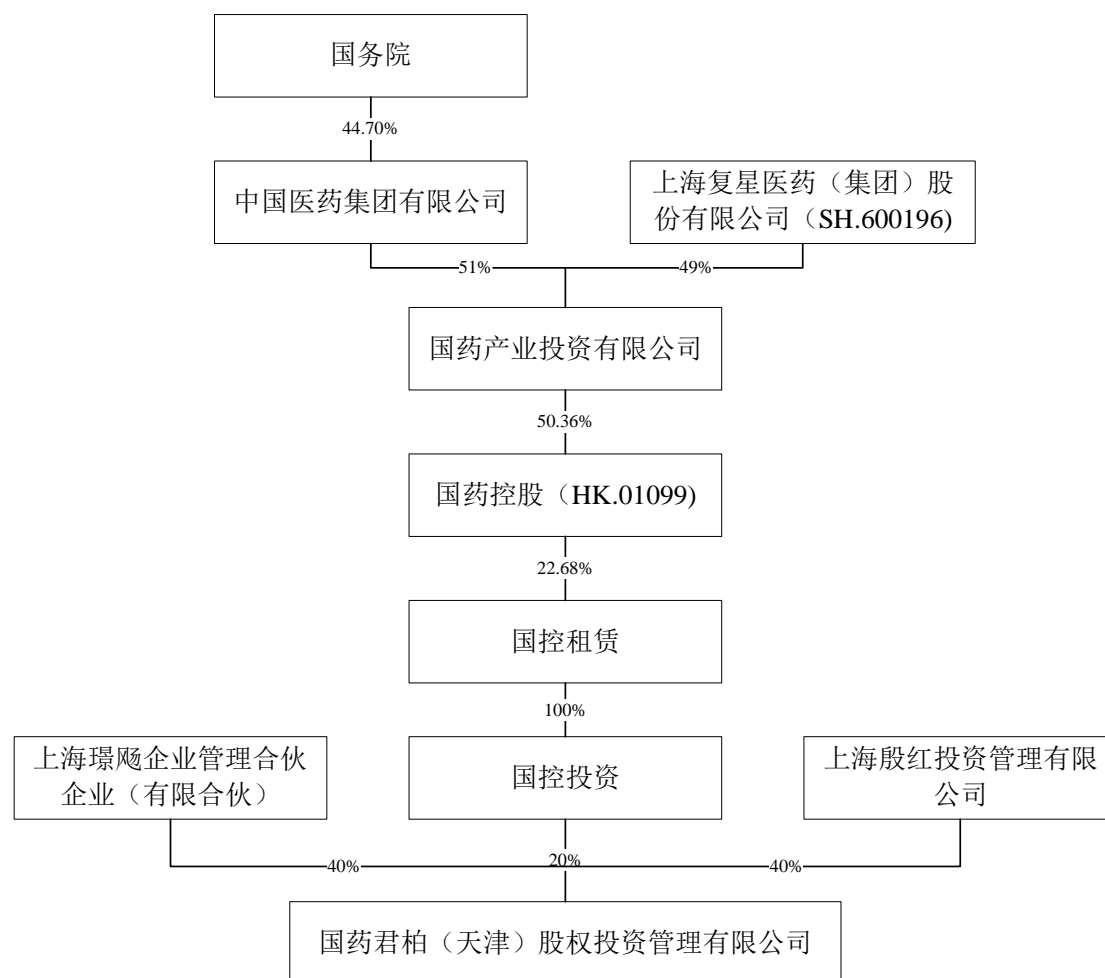 国务院
44.70%
中国医药集团有限公司
上海复星医药（集团）股
份有限公司（SH.600196)
51%
49%
国药产业投资有限公司
50.36%
国药控股（HK.01099)
22.68%
国控租赁
100%
上海璟飏企业管理合伙
企业（有限合伙）
国控投资
上海殷红投资管理有限
公司
40%
20%
40%
国药君柏（天津）股权投资管理有限公司